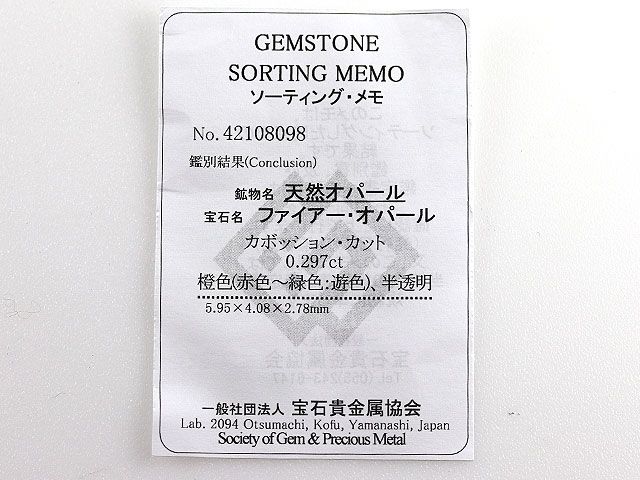 GEMSTONE
SORTING MEMO
ソーティング・メモ
No. 42108098
鑑別結果(Conclusion)
鉱物名 天然オパール
宝石名 ファイアー・オパール
カボッション・カット
0.297ct
橙色(赤色～緑色:遊色)、半透明
5.95×4.08×2.78mm
一般社団法人 宝石貴金属協会
Lab. 2094 Otsumachi, Kofu, Yamanashi, Japan
Society of Gem & Precious Metal